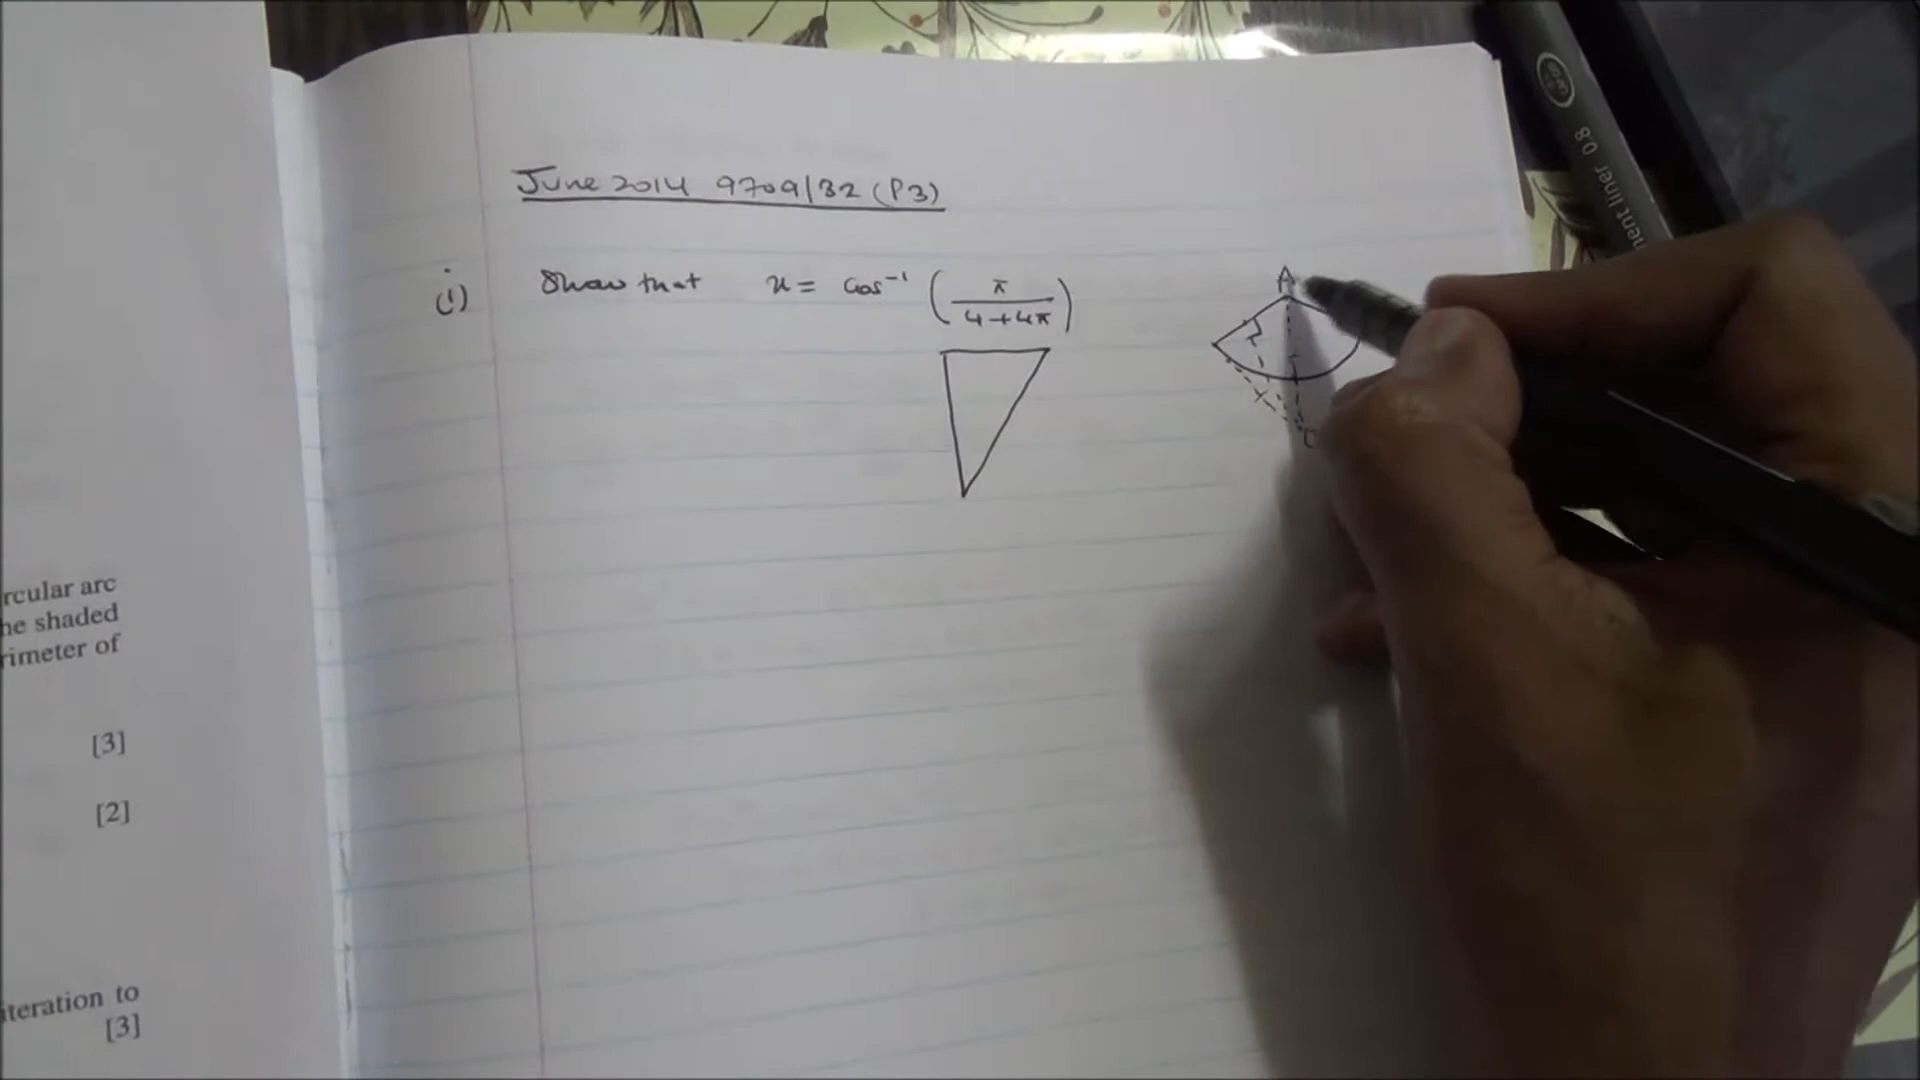 June 2014 9709/32 (P3)
(i) Show that x = cos⁻¹ (π / 4+4π)
A
rcular arc
he shaded
rimeter of
[3]
[2]
iteration to
[3]
liner 0.8